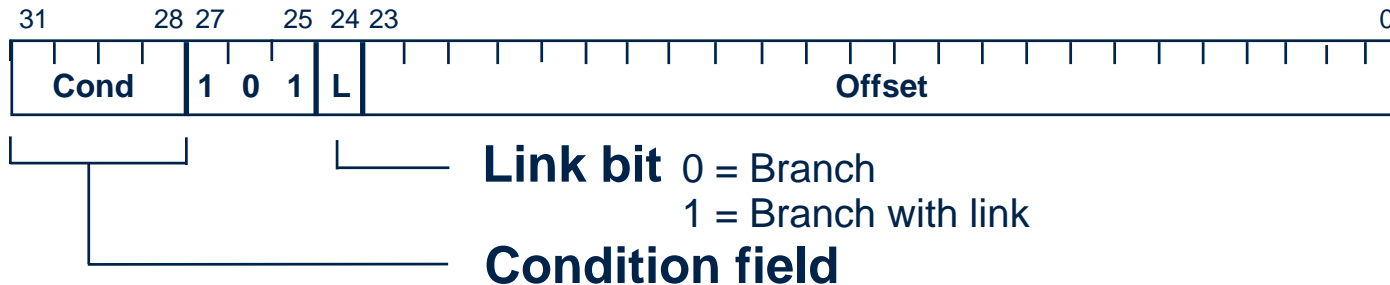 31 28 27 25 24 23 0
Cond 1 0 1 L Offset
Link bit 0 = Branch
1 = Branch with link
Condition field